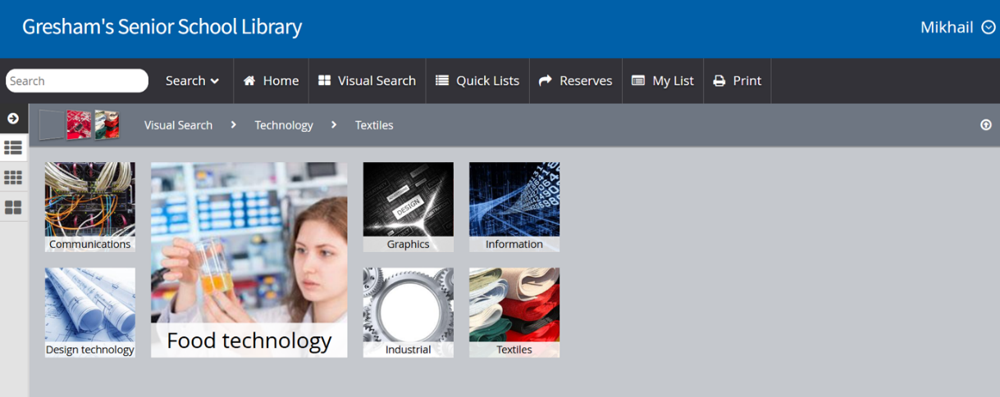 Gresham's Senior School Library
Mikhail
Search
Search
Home
Visual Search
Quick Lists
Reserves
My List
Print
Visual Search > Technology > Textiles
Communications
Design technology
Food technology
DESIGN
Graphics
Industrial
Information
Textiles